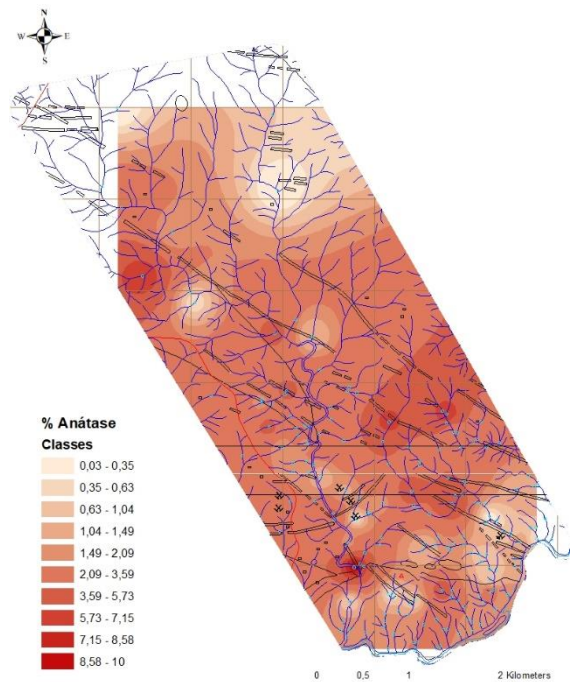 N
W E
S
% Anátase
Classes
0,03 - 0,35
0,35 - 0,63
0,63 - 1,04
1,04 - 1,49
1,49 - 2,09
2,09 - 3,59
3,59 - 5,73
5,73 - 7,15
7,15 - 8,58
8,58 - 10
0 0,5 1 2 Kilometers